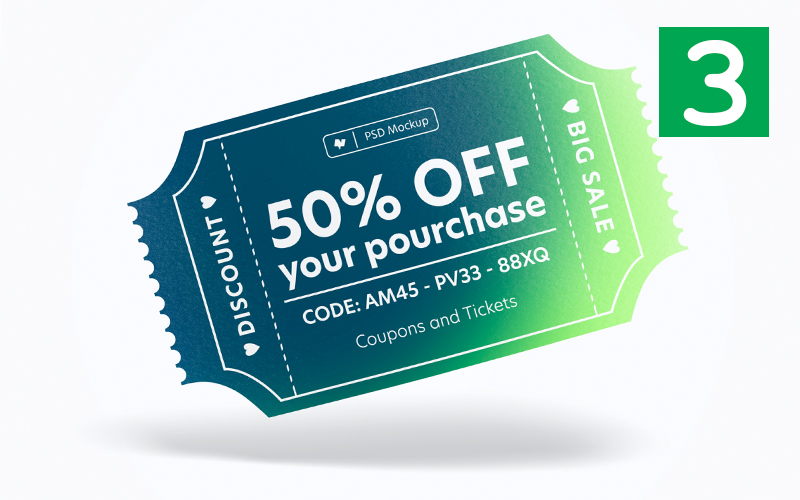 3
PSD Mockup
50% OFF
your pourchase
CODE: AM45 - PV33 - 88XQ
Coupons and Tickets
DISCOUNT
BIG SALE